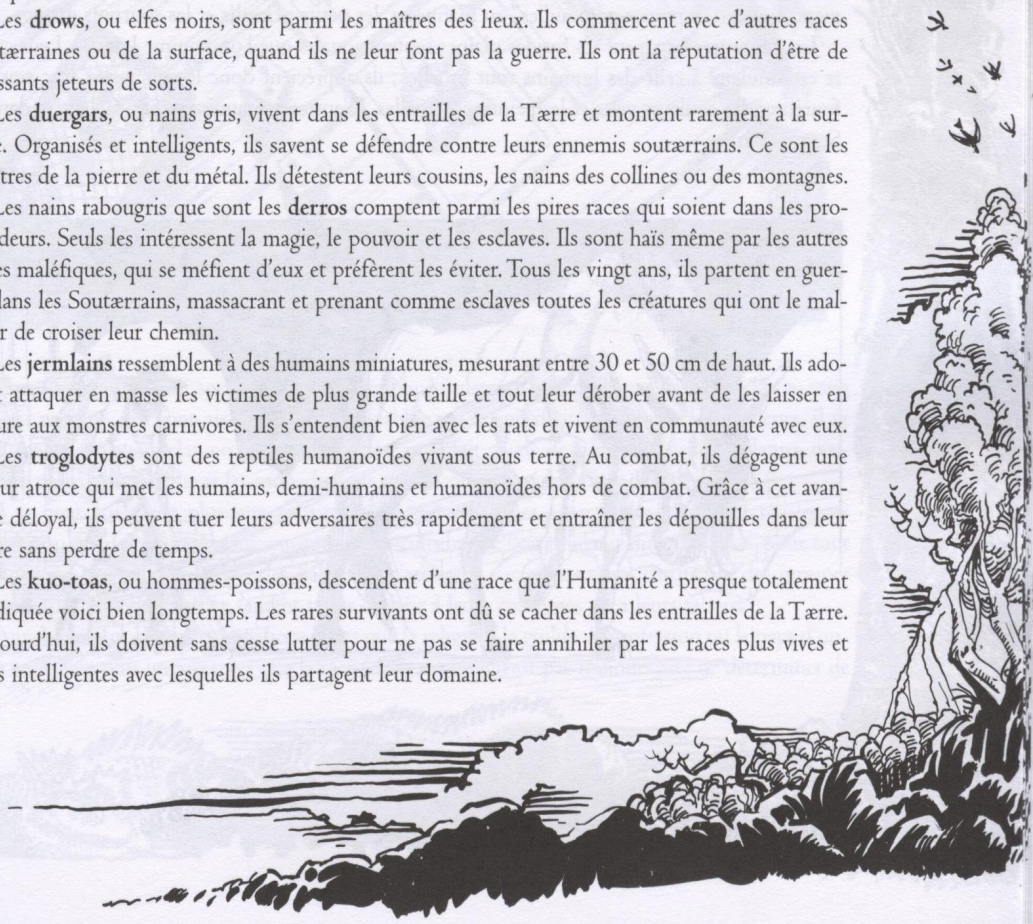 Les drows, ou elfes noirs, sont parmi les maîtres des lieux. Ils commercent avec d'autres races
tærraines ou de la surface, quand ils ne leur font pas la guerre. Ils ont la réputation d'être de
ssants jeteurs de sorts.
Les duergars, ou nains gris, vivent dans les entrailles de la Tærre et montent rarement à la sur-
e. Organisés et intelligents, ils savent se défendre contre leurs ennemis soutærrains. Ce sont les
tres de la pierre et du métal. Ils détestent leurs cousins, les nains des collines ou des montagnes.
Les nains rabougris que sont les derros comptent parmi les pires races qui soient dans les pro-
deurs. Seuls les intéressent la magie, le pouvoir et les esclaves. Ils sont haïs même par les autres
es maléfiques, qui se méfient d'eux et préfèrent les éviter. Tous les vingt ans, ils partent en guer-
dans les Soutærrains, massacrant et prenant comme esclaves toutes les créatures qui ont le mal-
r de croiser leur chemin.
Les jermlains ressemblent à des humains miniatures, mesurant entre 30 et 50 cm de haut. Ils ado-
t attaquer en masse les victimes de plus grande taille et tout leur dérober avant de les laisser en
ure aux monstres carnivores. Ils s'entendent bien avec les rats et vivent en communauté avec eux.
Les troglodytes sont des reptiles humanoïdes vivant sous terre. Au combat, ils dégagent une
ur atroce qui met les humains, demi-humains et humanoïdes hors de combat. Grâce à cet avan-
e déloyal, ils peuvent tuer leurs adversaires très rapidement et entraîner les dépouilles dans leur
re sans perdre de temps.
Les kuo-toas, ou hommes-poissons, descendent d'une race que l'Humanité a presque totalement
diquée voici bien longtemps. Les rares survivants ont dû se cacher dans les entrailles de la Tærre.
ourd'hui, ils doivent sans cesse lutter pour ne pas se faire annihiler par les races plus vives et
s intelligentes avec lesquelles ils partagent leur domaine.